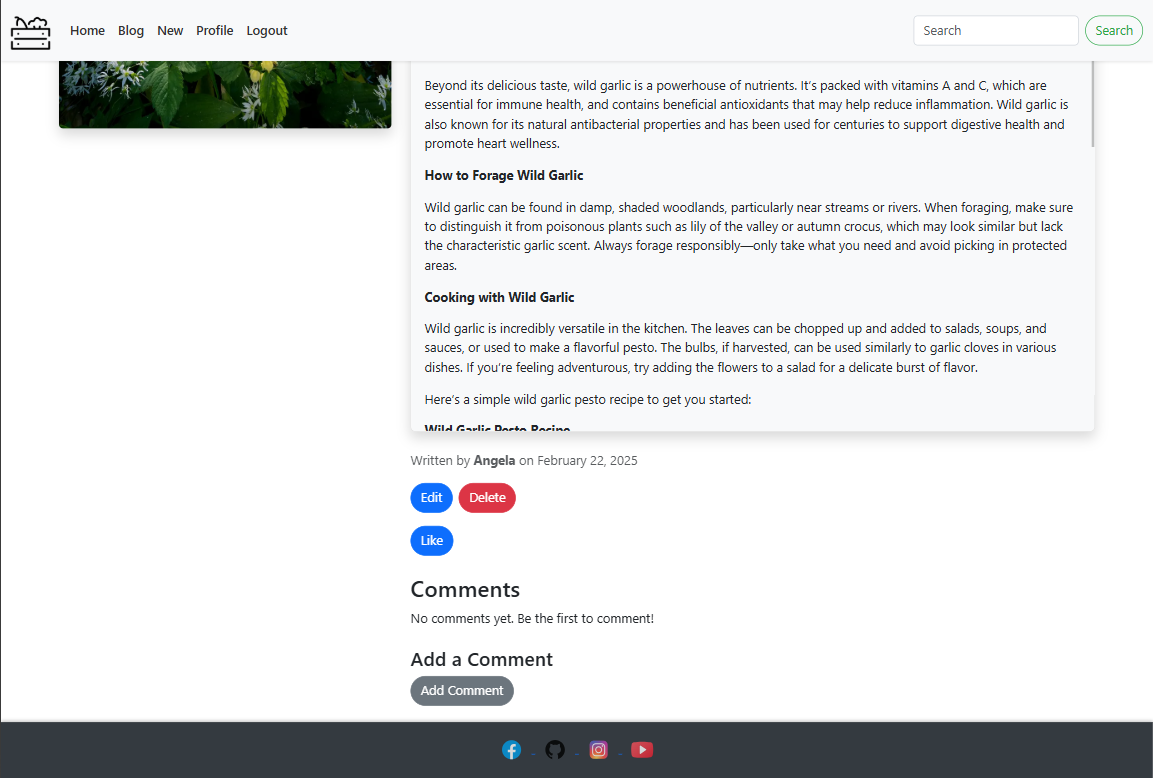 Home Blog New Profile Logout Search Search
Beyond its delicious taste, wild garlic is a powerhouse of nutrients. It's packed with vitamins A and C, which are
essential for immune health, and contains beneficial antioxidants that may help reduce inflammation. Wild garlic is
also known for its natural antibacterial properties and has been used for centuries to support digestive health and
promote heart wellness.
How to Forage Wild Garlic
Wild garlic can be found in damp, shaded woodlands, particularly near streams or rivers. When foraging, make sure
to distinguish it from poisonous plants such as lily of the valley or autumn crocus, which may look similar but lack
the characteristic garlic scent. Always forage responsibly—only take what you need and avoid picking in protected
areas.
Cooking with Wild Garlic
Wild garlic is incredibly versatile in the kitchen. The leaves can be chopped up and added to salads, soups, and
sauces, or used to make a flavorful pesto. The bulbs, if harvested, can be used similarly to garlic cloves in various
dishes. If you're feeling adventurous, try adding the flowers to a salad for a delicate burst of flavor.
Here's a simple wild garlic pesto recipe to get you started:
Wild Garlic Pesto Recipe
Written by Angela on February 22, 2025
Edit Delete
Like
Comments
No comments yet. Be the first to comment!
Add a Comment
Add Comment